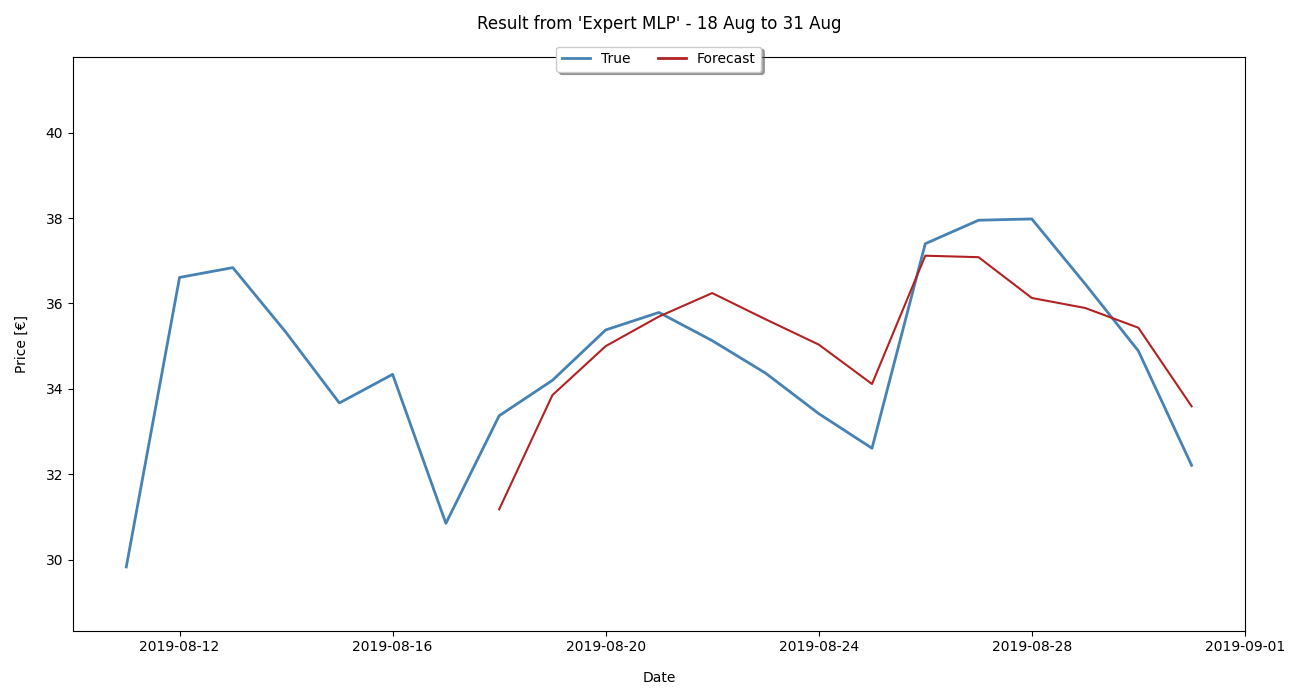 Result from 'Expert MLP' - 18 Aug to 31 Aug
True Forecast
40
38
36
34
32
30
Price [€]
2019-08-12 2019-08-16 2019-08-20 2019-08-24 2019-08-28 2019-09-01
Date